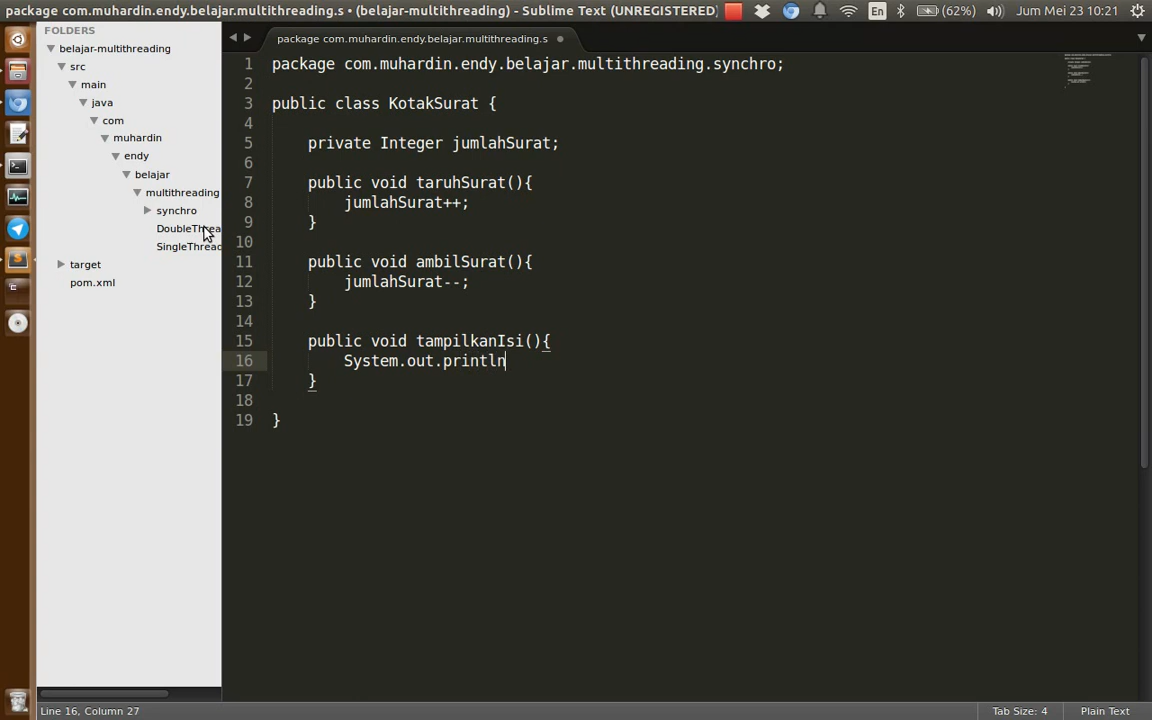 package com.muhardin.endy.belajar.multithreading.s • (belajar-multithreading) - Sublime Text (UNREGISTERED)
En
(62%)
Jum Mei 23 10:21
FOLDERS
belajar-multithreading
src
main
java
com
muhardin
endy
belajar
multithreading
synchro
DoubleThrea
SingleThread
target
pom.xml
package com.muhardin.endy.belajar.multithreading.s
1 package com.muhardin.endy.belajar.multithreading.synchro;
2
3 public class KotakSurat {
4
5 private Integer jumlahSurat;
6
7 public void taruhSurat(){
8 jumlahSurat++;
9 }
10
11 public void ambilSurat(){
12 jumlahSurat--;
13 }
14
15 public void tampilkanIsi(){
16 System.out.println
17 }
18
19 }
Line 16, Column 27
Tab Size: 4
Plain Text